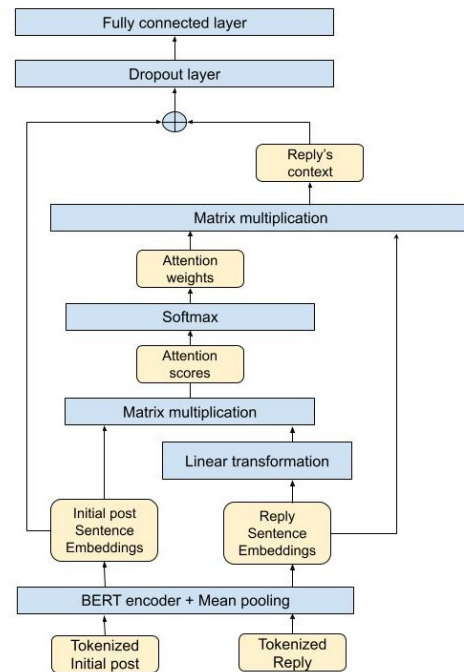 Fully connected layer
Dropout layer
Reply's
context
Matrix multiplication
Attention
weights
Softmax
Attention
scores
Matrix multiplication
Linear transformation
Initial post
Sentence
Embeddings
Reply
Sentence
Embeddings
BERT encoder + Mean pooling
Tokenized
Initial post
Tokenized
Reply